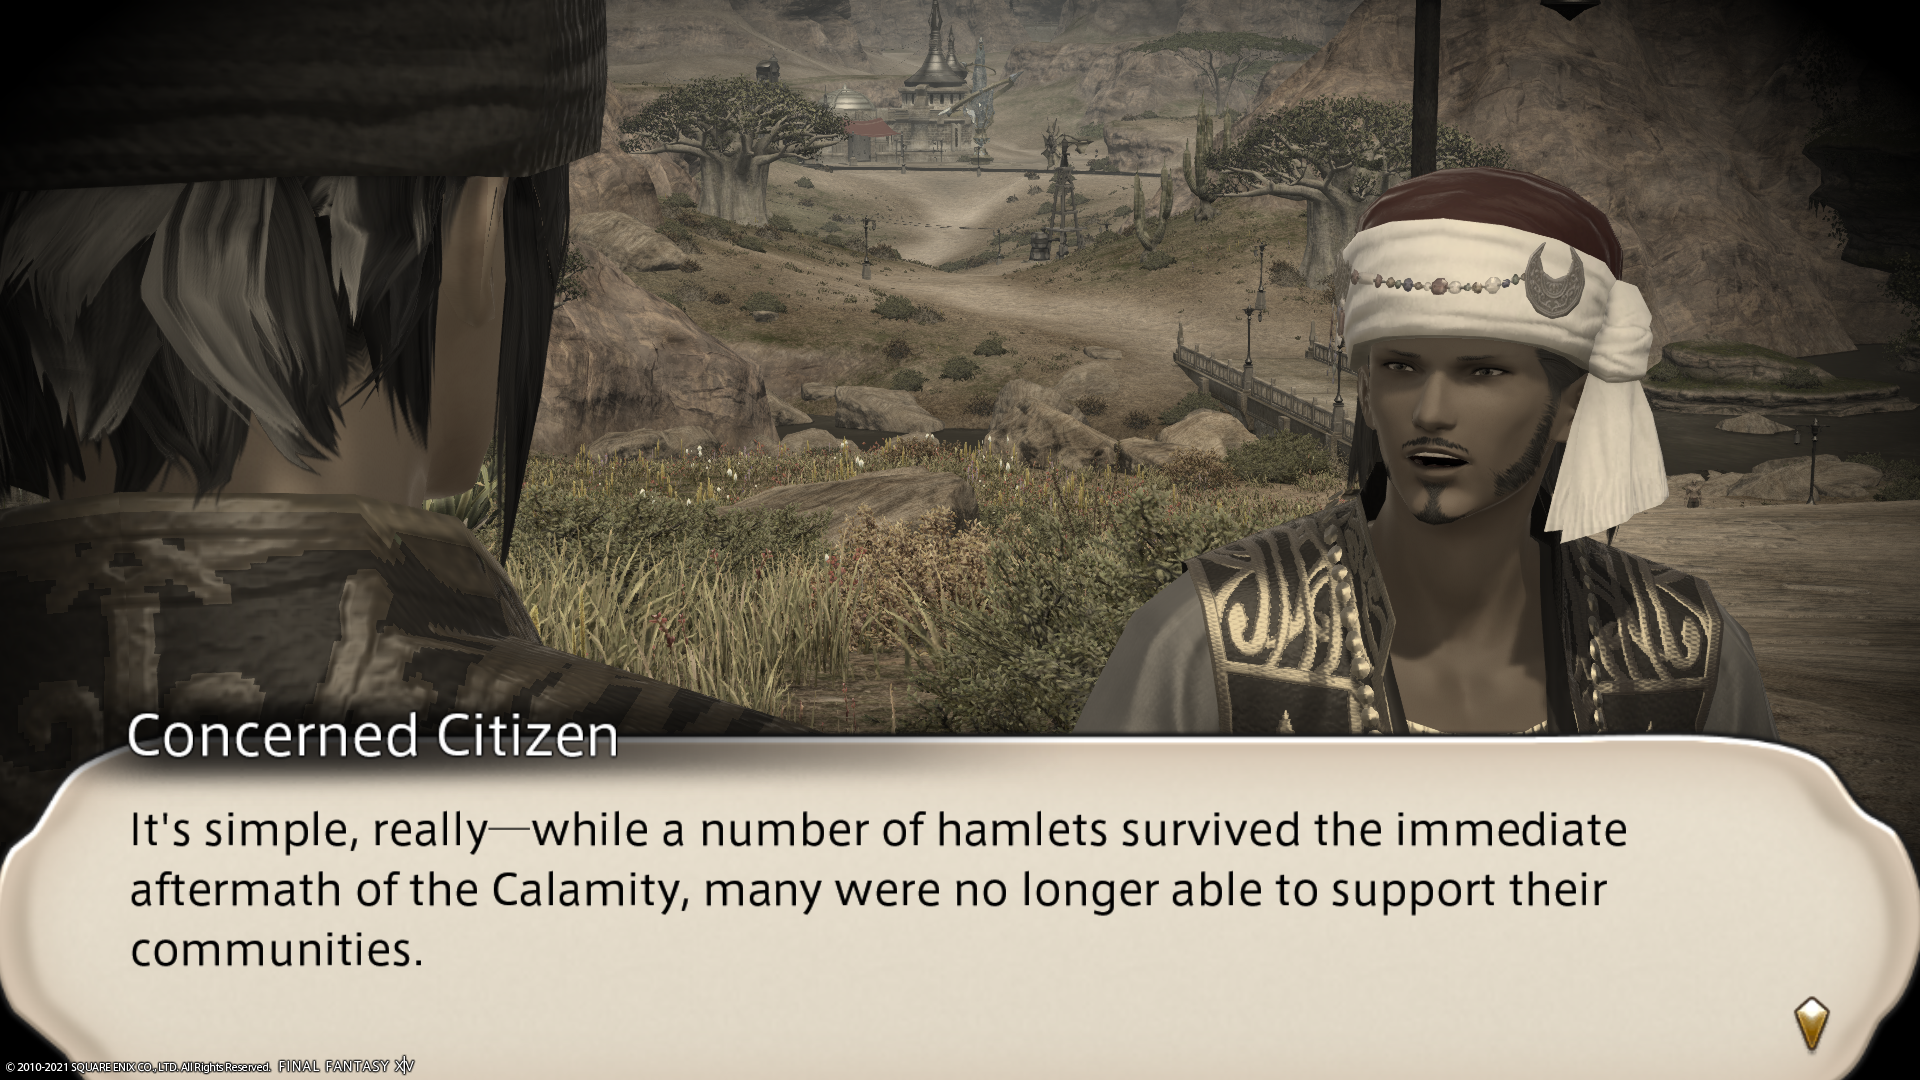 Concerned Citizen
It's simple, really—while a number of hamlets survived the immediate
aftermath of the Calamity, many were no longer able to support their
communities.
© 2010-2021 SQUARE ENIX CO., LTD. All Rights Reserved. FINAL FANTASY XIV